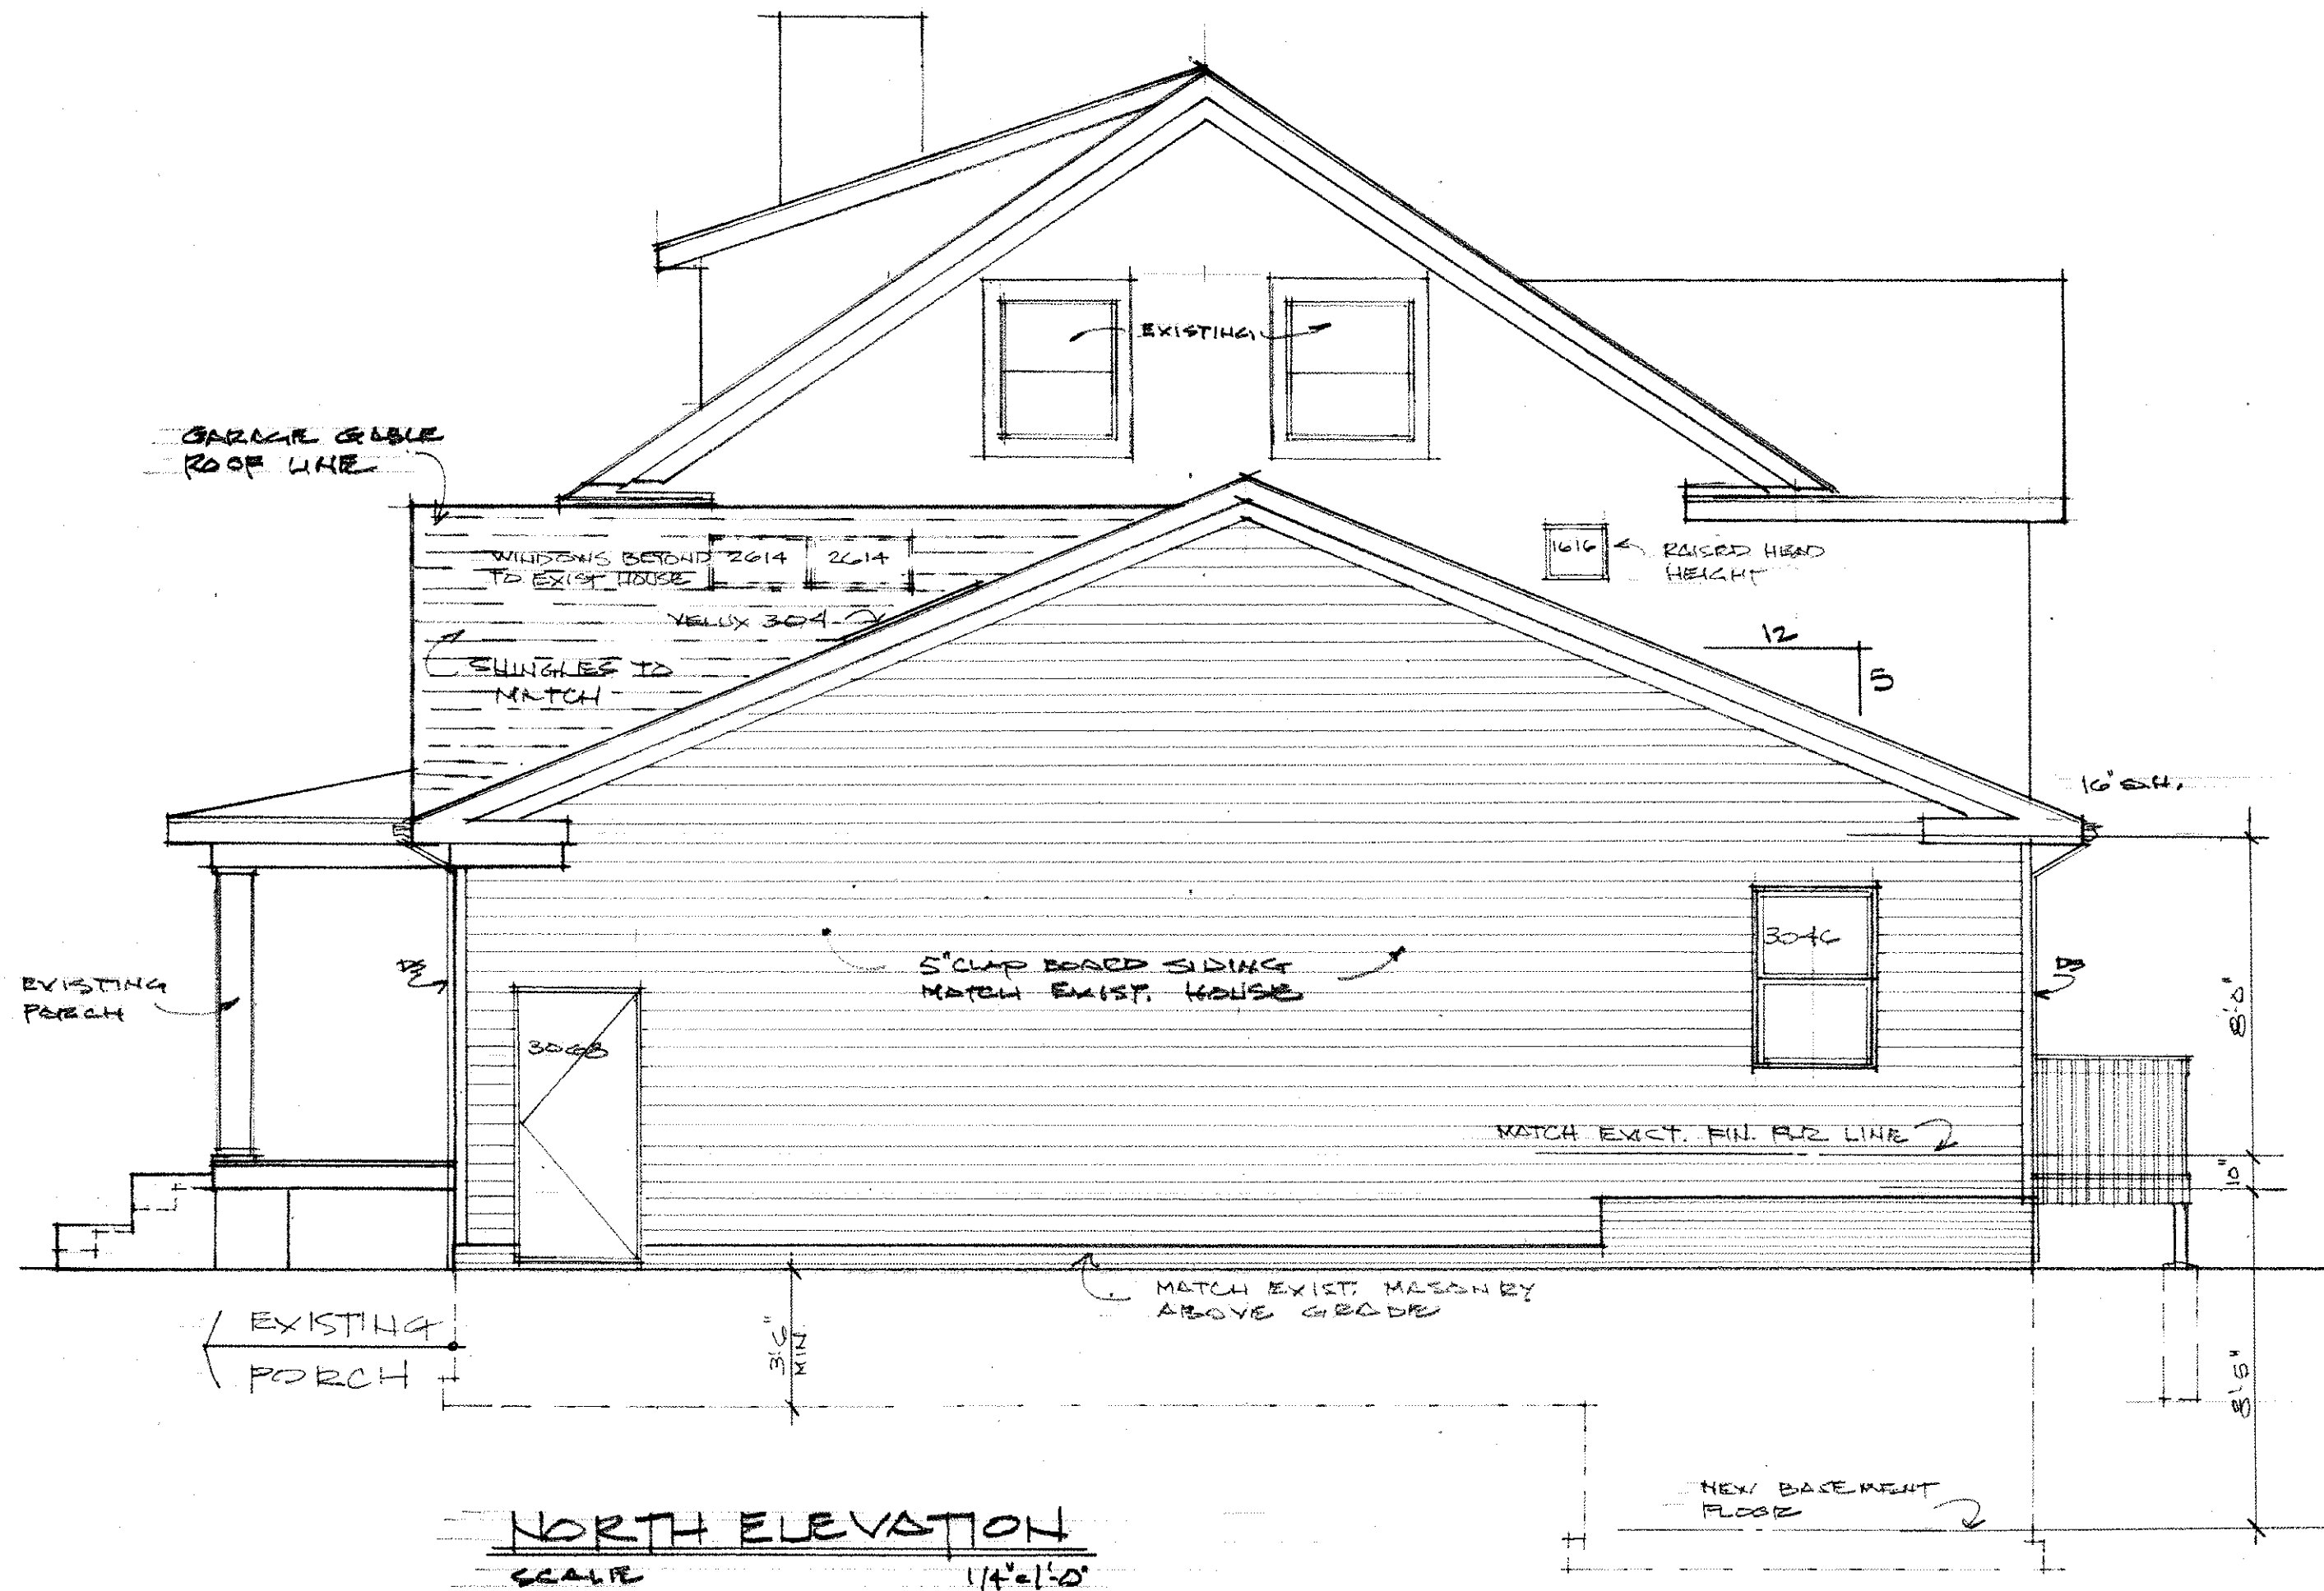 EXISTING
GARAGE GABLE
ROOF LINE
WINDOWS BEYOND
TO EXIST HOUSE
2614
2614
1616
RAISED HEAD
HEIGHT
VELUX 304
SHINGLES TO
MATCH
12
5
16" O.H.
3046
5" CLAP BOARD SIDING
MATCH EXIST. HOUSE
DS
DS
EXISTING
PORCH
8'-0"
3068
MATCH EXIST. FIN. FLR LINE
10"
MATCH EXIST. MASONRY
ABOVE GRADE
EXISTING
PORCH
3'6"
MIN
8'5"
NEW BASEMENT
FLOOR
NORTH ELEVATION
SCALE 1/4"=1'-0"